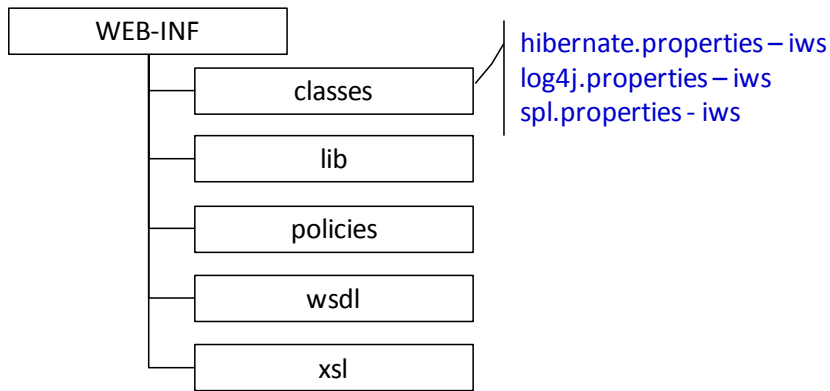 WEB-INF
hibernate.properties – iws
log4j.properties – iws
spl.properties - iws
classes
lib
policies
wsdl
xsl